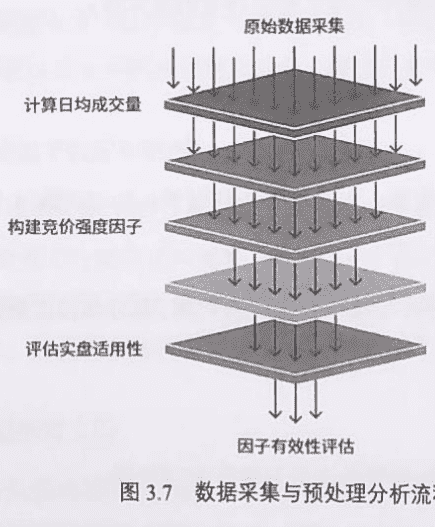 原始数据采集
计算日均成交量
构建竞价强度因子
评估实盘适用性
因子有效性评估
图 3.7 数据采集与预处理分析流